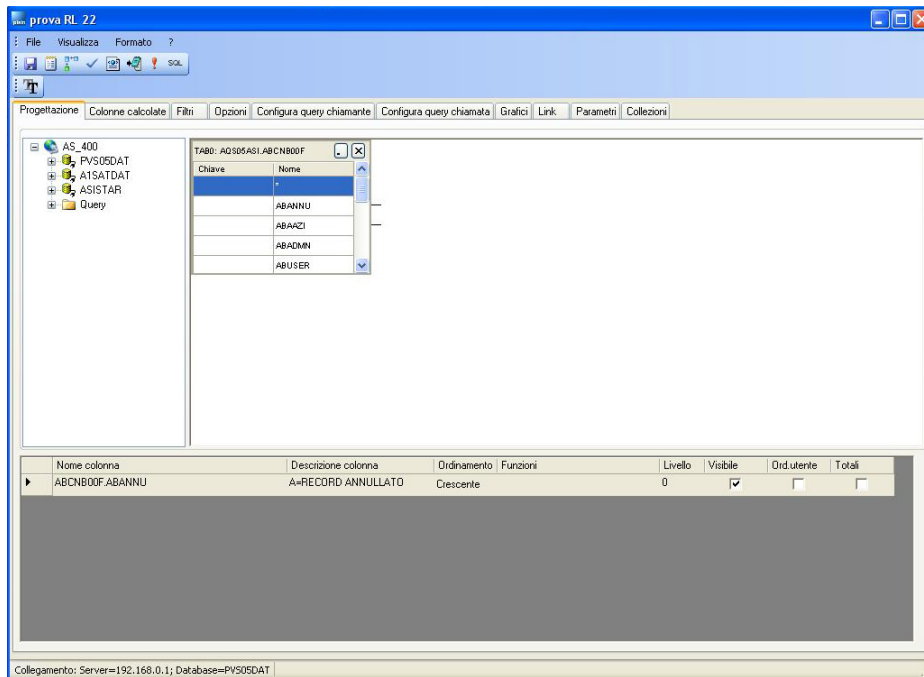 prova RL 22
File Visualizza Formato ?
SQL
Progettazione Colonne calcolate Filtri Opzioni Configura query chiamante Configura query chiamata Grafici Link Parametri Collezioni
AS_400
PVS05DAT
A1SATDAT
ASISTAR
Query
TAB0: AQS05ASI.ABCNB00F
Chiave Nome
*
ABANNU
ABAAZI
ABADMN
ABUSER
Nome colonna Descrizione colonna Ordinamento Funzioni Livello Visibile Ord.utente Totali
ABCNB00F.ABANNU A=RECORD ANNULLATO Crescente 0
Collegamento: Server=192.168.0.1; Database=PVS05DAT